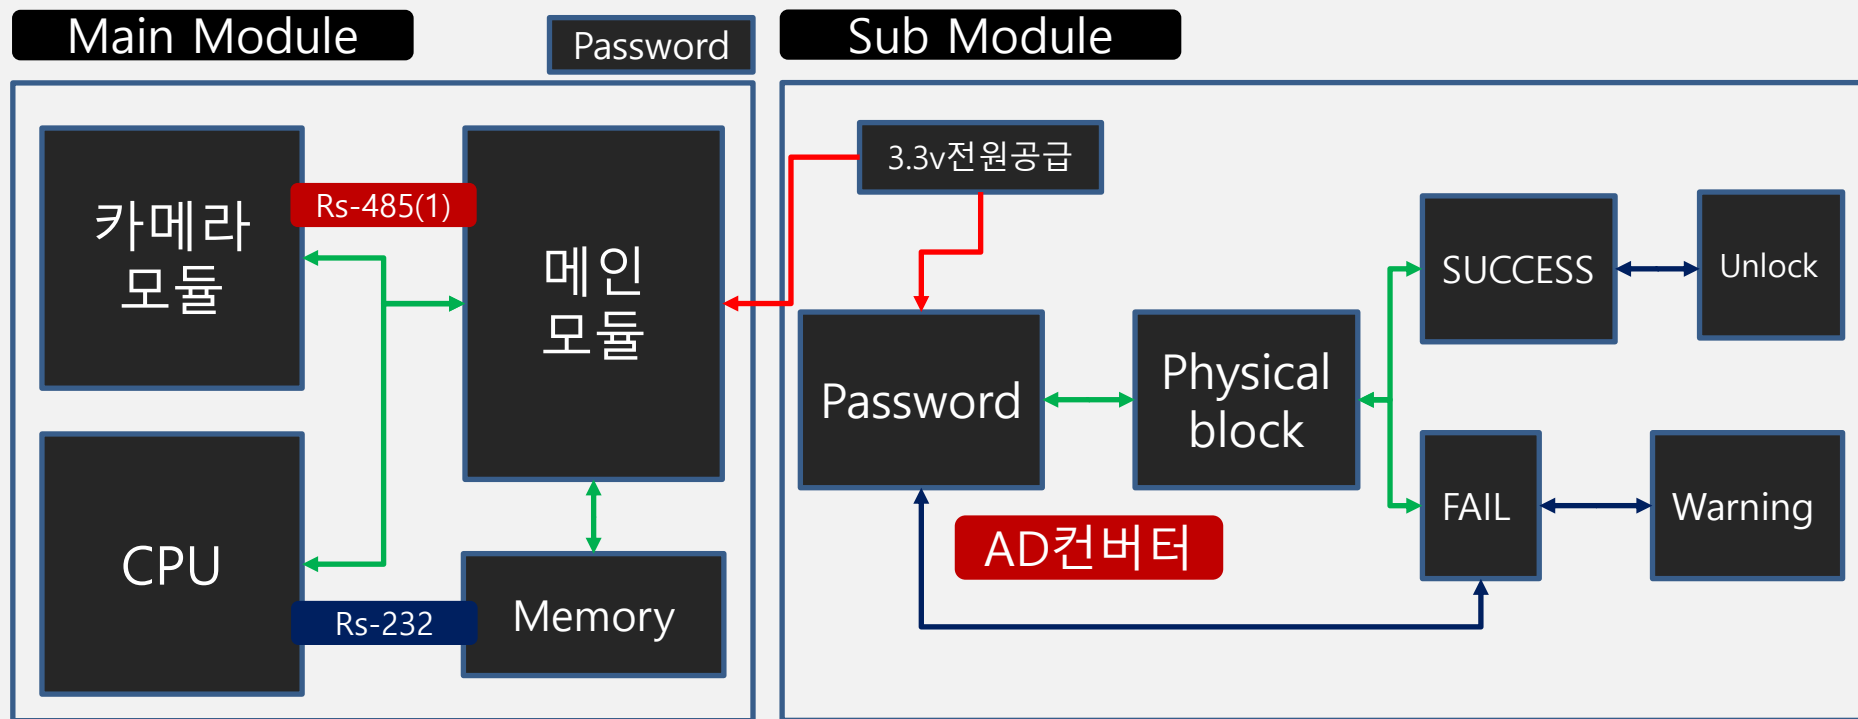 Main Module
Password
Sub Module
카메라
모듈
Rs-485(1)
메인
모듈
CPU
Rs-232
Memory
3.3v전원공급
Password
Physical
block
SUCCESS
Unlock
FAIL
Warning
AD컨버터